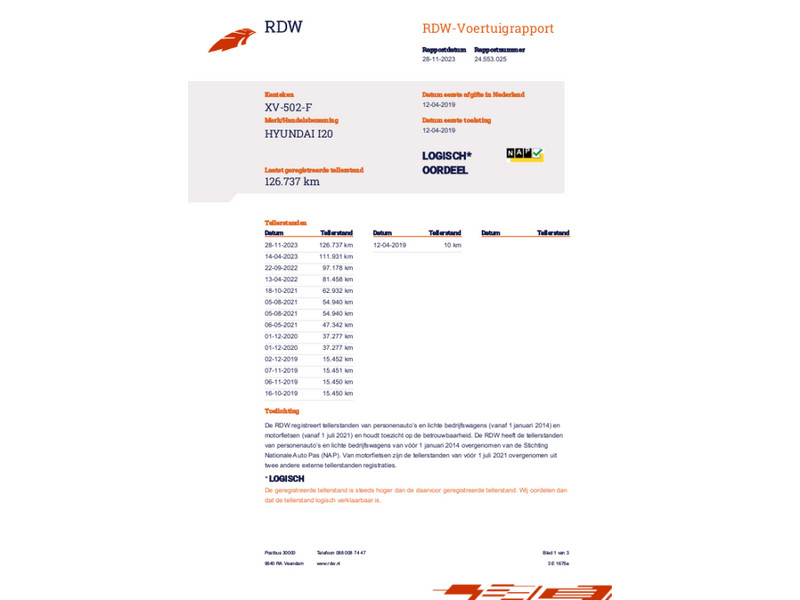 RDW
RDW-Voertuigrapport
Rapportdatum Rapportnummer
28-11-2023 24.553.025
Kenteken
XV-502-F
Merk/Handelsbenaming
HYUNDAI I20
Laatst geregistreerde tellerstand
126.737 km
Datum eerste afgifte in Nederland
12-04-2019
Datum eerste toelating
12-04-2019
LOGISCH*
OORDEEL
NAP
Tellerstanden
Datum Tellerstand Datum Tellerstand Datum Tellerstand
28-11-2023 126.737 km 12-04-2019 10 km
14-04-2023 111.931 km
22-09-2022 97.178 km
13-04-2022 81.458 km
18-10-2021 62.932 km
05-08-2021 54.940 km
05-08-2021 54.940 km
06-05-2021 47.342 km
01-12-2020 37.277 km
01-12-2020 37.277 km
02-12-2019 15.452 km
07-11-2019 15.451 km
06-11-2019 15.450 km
16-10-2019 15.450 km
Toelichting
De RDW registreert tellerstanden van personenauto's en lichte bedrijfswagens (vanaf 1 januari 2014) en
motorfietsen (vanaf 1 juli 2021) en houdt toezicht op de betrouwbaarheid. De RDW heeft de tellerstanden
van personenauto's en lichte bedrijfswagens van vóór 1 januari 2014 overgenomen van de Stichting
Nationale Auto Pas (NAP). Van motorfietsen zijn de tellerstanden van vóór 1 juli 2021 overgenomen uit
twee andere externe tellerstanden registraties.
* LOGISCH
De geregistreerde tellerstand is steeds hoger dan de daarvoor geregistreerde tellerstand. Wij oordelen dan
dat de tellerstand logisch verklaarbaar is.
Postbus 30000 Telefoon 088 008 74 47 Blad 1 van 3
9640 RA Veendam www.rdw.nl 3 E 1675a